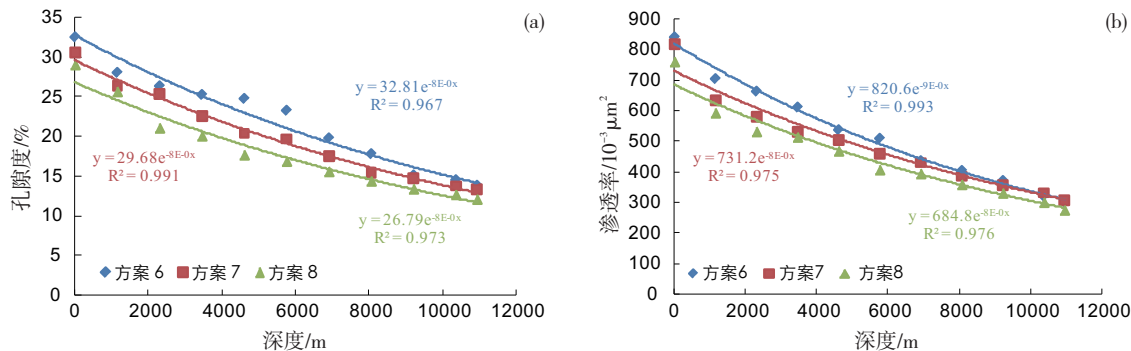 (a)
孔隙度/%
35
30
25
20
15
10
5
0
y = 32.81e^-8E-0x
R² = 0.967
y = 29.68e^-8E-0x
R² = 0.991
y = 26.79e^-8E-0x
R² = 0.973
方案 6 方案 7 方案 8
0 2000 4000 6000 8000 10000 12000
深度/m
(b)
渗透率/10⁻³μm²
900
800
700
600
500
400
300
200
100
0
y = 820.6e^-9E-0x
R² = 0.993
y = 731.2e^-8E-0x
R² = 0.975
y = 684.8e^-8E-0x
R² = 0.976
方案6 方案7 方案8
0 2000 4000 6000 8000 10000 12000
深度/m